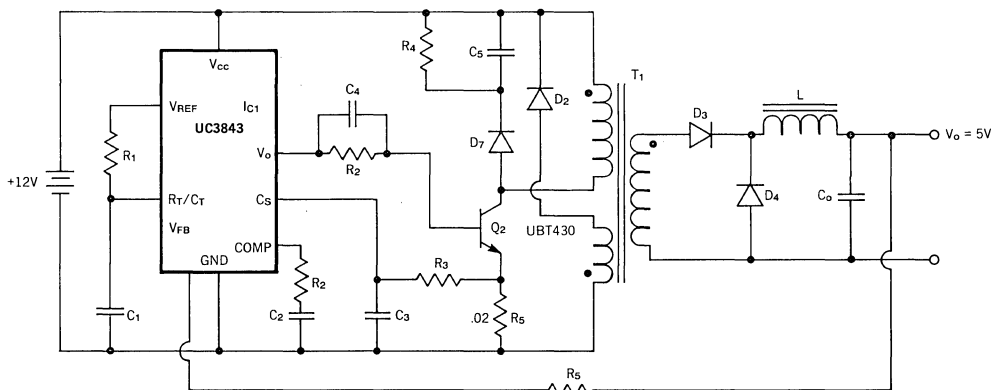 R4
C5
T1
VCC
C4
D2
D3
L
VREF
IC1
UC3843
Vo = 5V
R1
Vo
D7
R2
+12V
RT/CT
CS
D4
Co
VFB
Q2
UBT430
COMP
GND
R3
R2
C1
C2
C3
.02
R5
R5